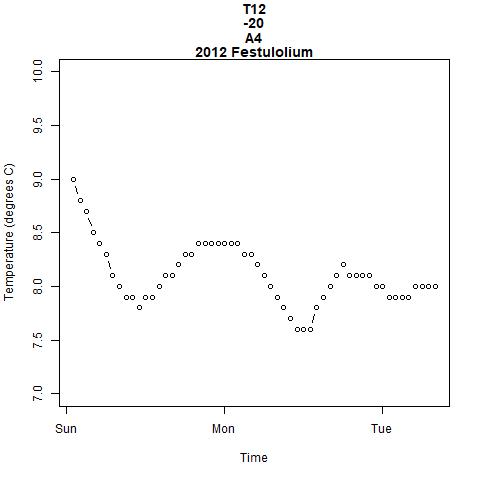 T12
-20
A4
2012 Festulolium
10.0
9.5
9.0
8.5
8.0
7.5
7.0
Temperature (degrees C)
Sun Mon Tue
Time